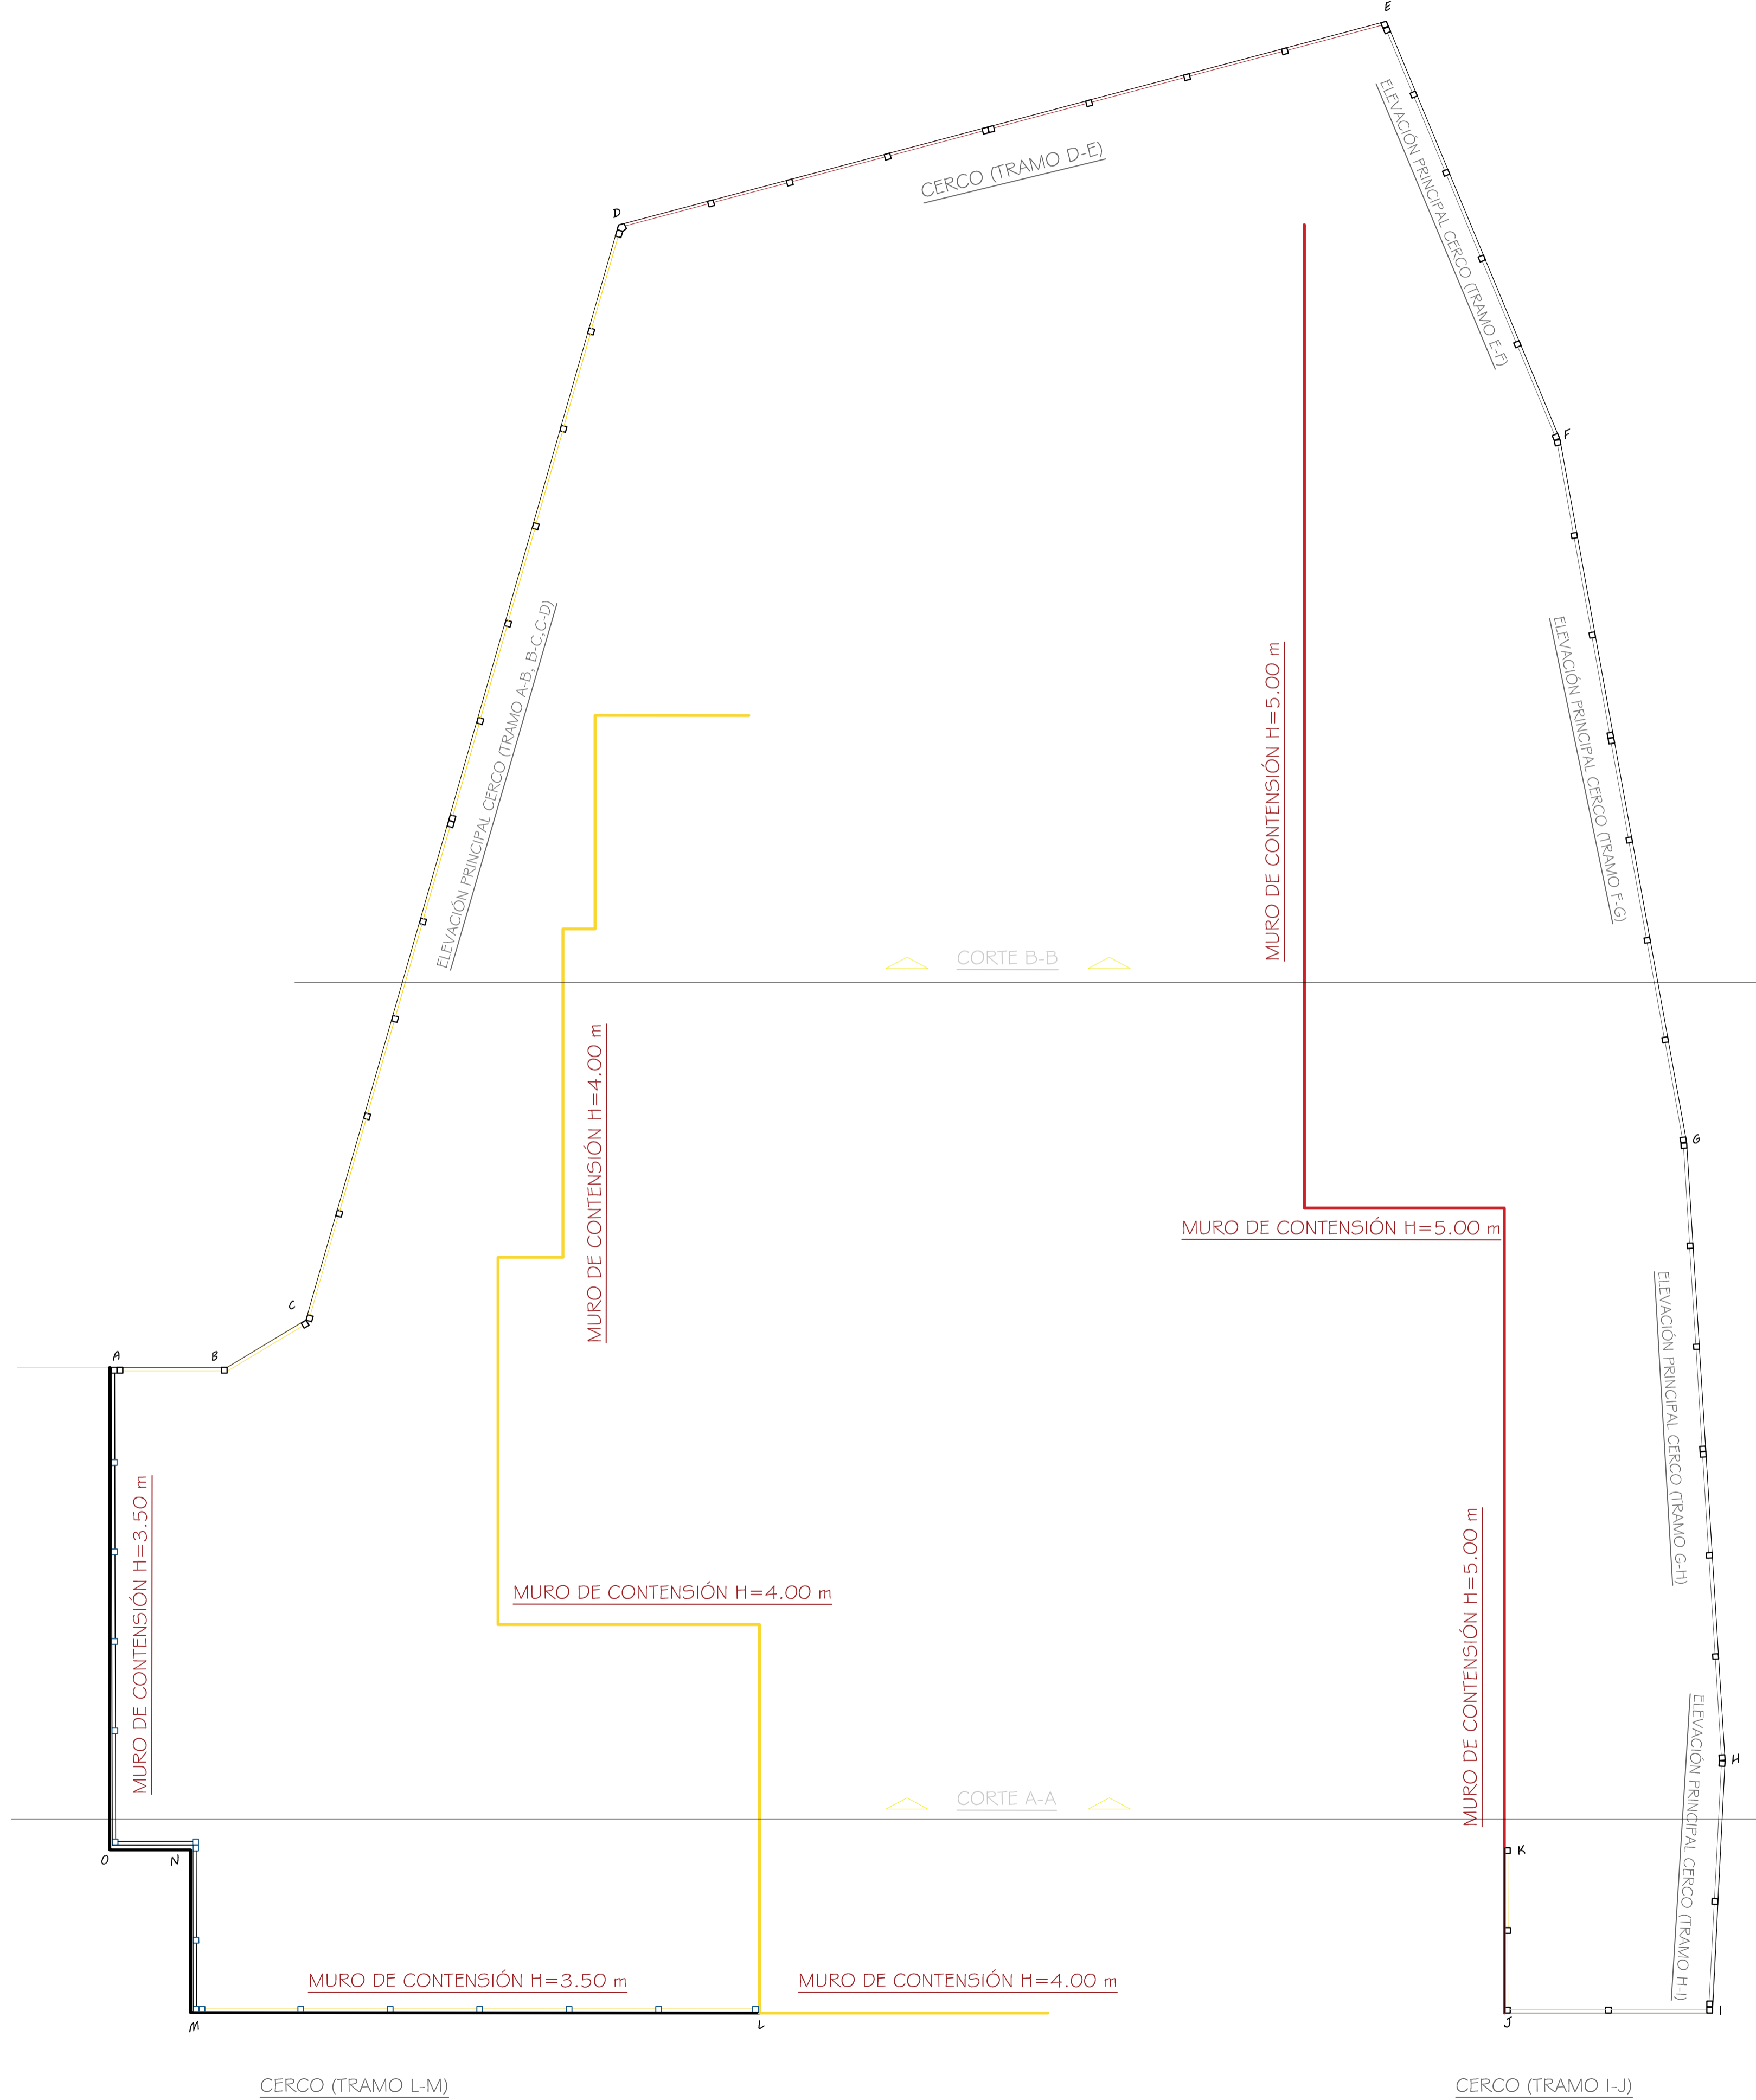 E
CERCO (TRAMO D-E)
ELEVACIÓN PRINCIPAL CERCO (TRAMO E-F)
D
F
ELEVACIÓN PRINCIPAL CERCO (TRAMO A-B, B-C,C-D)
MURO DE CONTENSIÓN H=5.00 m
ELEVACIÓN PRINCIPAL CERCO (TRAMO F-G)
CORTE B-B
MURO DE CONTENSIÓN H=4.00 m
G
MURO DE CONTENSIÓN H=5.00 m
C
A
B
ELEVACIÓN PRINCIPAL CERCO (TRAMO G-H)
MURO DE CONTENSIÓN H=3.50 m
MURO DE CONTENSIÓN H=4.00 m
MURO DE CONTENSIÓN H=5.00 m
ELEVACIÓN PRINCIPAL CERCO (TRAMO H-I)
H
CORTE A-A
K
O
N
MURO DE CONTENSIÓN H=3.50 m
MURO DE CONTENSIÓN H=4.00 m
M
L
J
I
CERCO (TRAMO L-M)
CERCO (TRAMO I-J)